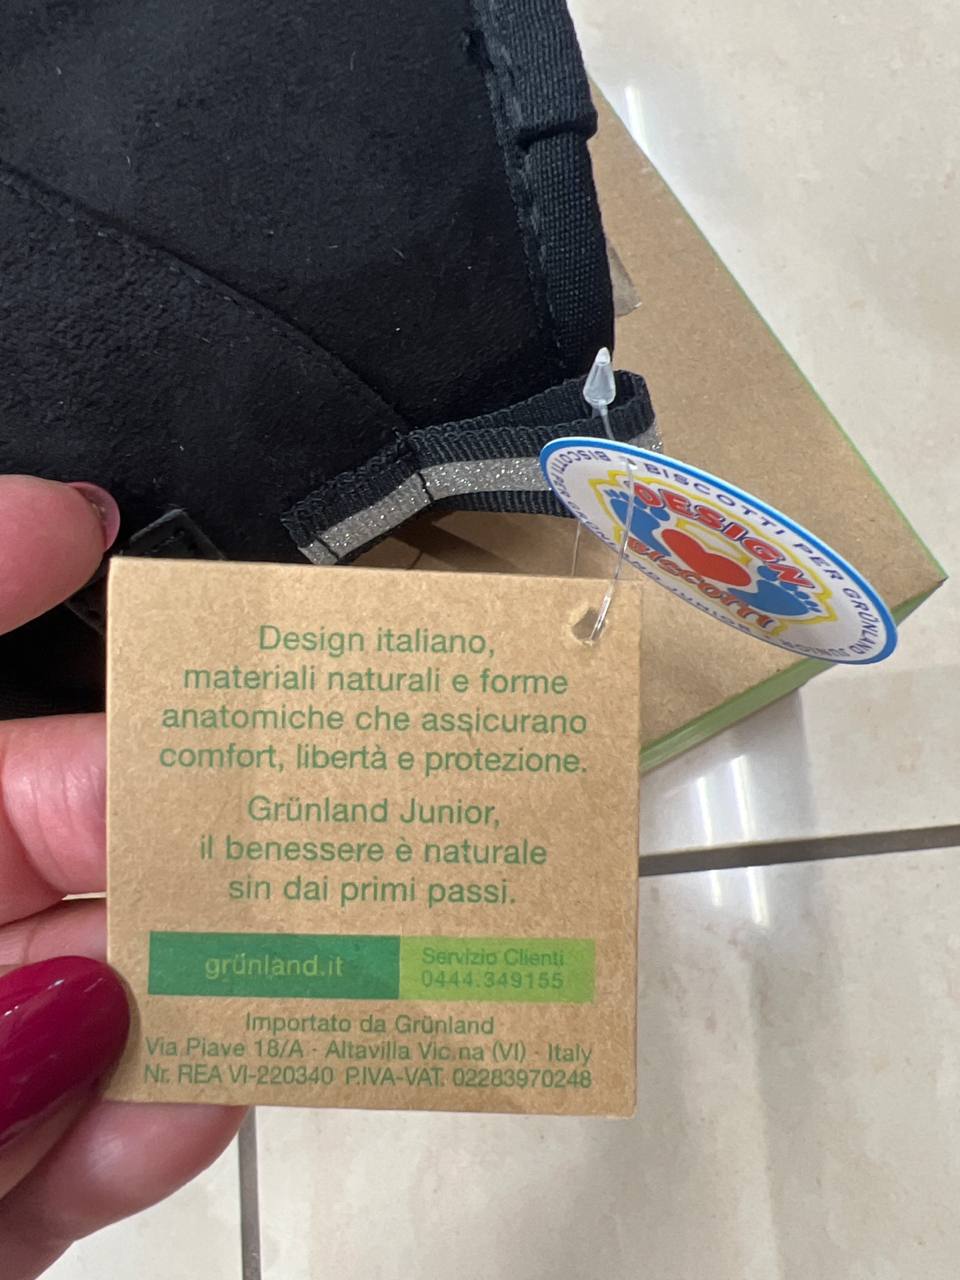 BISCOTTI PER GRÜNLAND JUNIOR
DESIGN
BISCOTTI
Design italiano,
materiali naturali e forme
anatomiche che assicurano
comfort, libertà e protezione.
Grünland Junior,
il benessere è naturale
sin dai primi passi.
grünland.it
Servizio Clienti
0444.349155
Importato da Grünland
Via Piave 18/A - Altavilla Vic.na (VI) - Italy
Nr. REA VI-220340 P.IVA-VAT. 02283970248